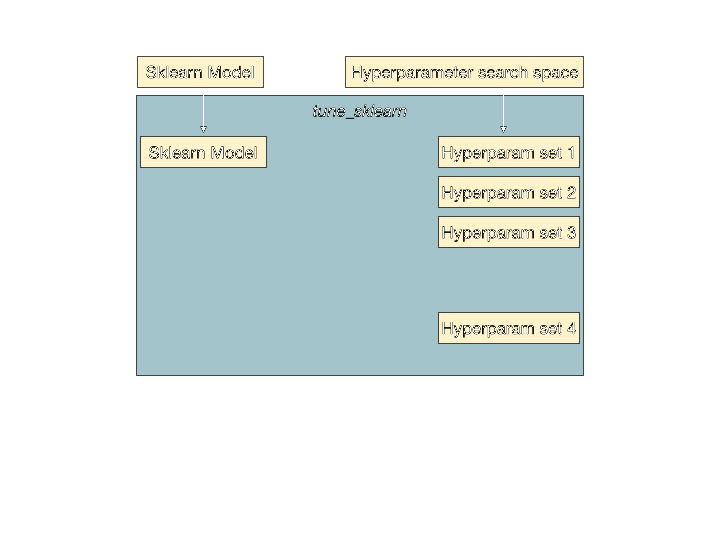 Sklearn Model
Hyperparameter search space
tune_sklearn
Sklearn Model
Hyperparam set 1
Hyperparam set 2
Hyperparam set 3
Hyperparam set 4